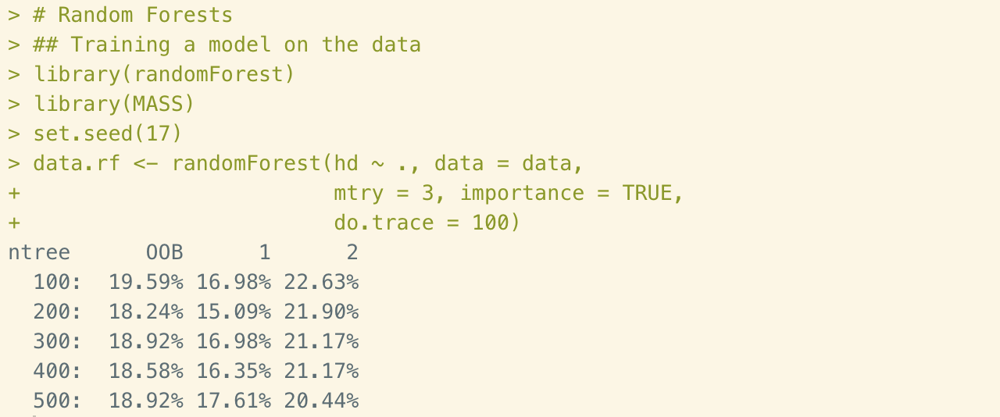 > # Random Forests
> ## Training a model on the data
> library(randomForest)
> library(MASS)
> set.seed(17)
> data.rf <- randomForest(hd ~ ., data = data,
+                         mtry = 3, importance = TRUE,
+                         do.trace = 100)
ntree      OOB      1      2
  100:  19.59% 16.98% 22.63%
  200:  18.24% 15.09% 21.90%
  300:  18.92% 16.98% 21.17%
  400:  18.58% 16.35% 21.17%
  500:  18.92% 17.61% 20.44%